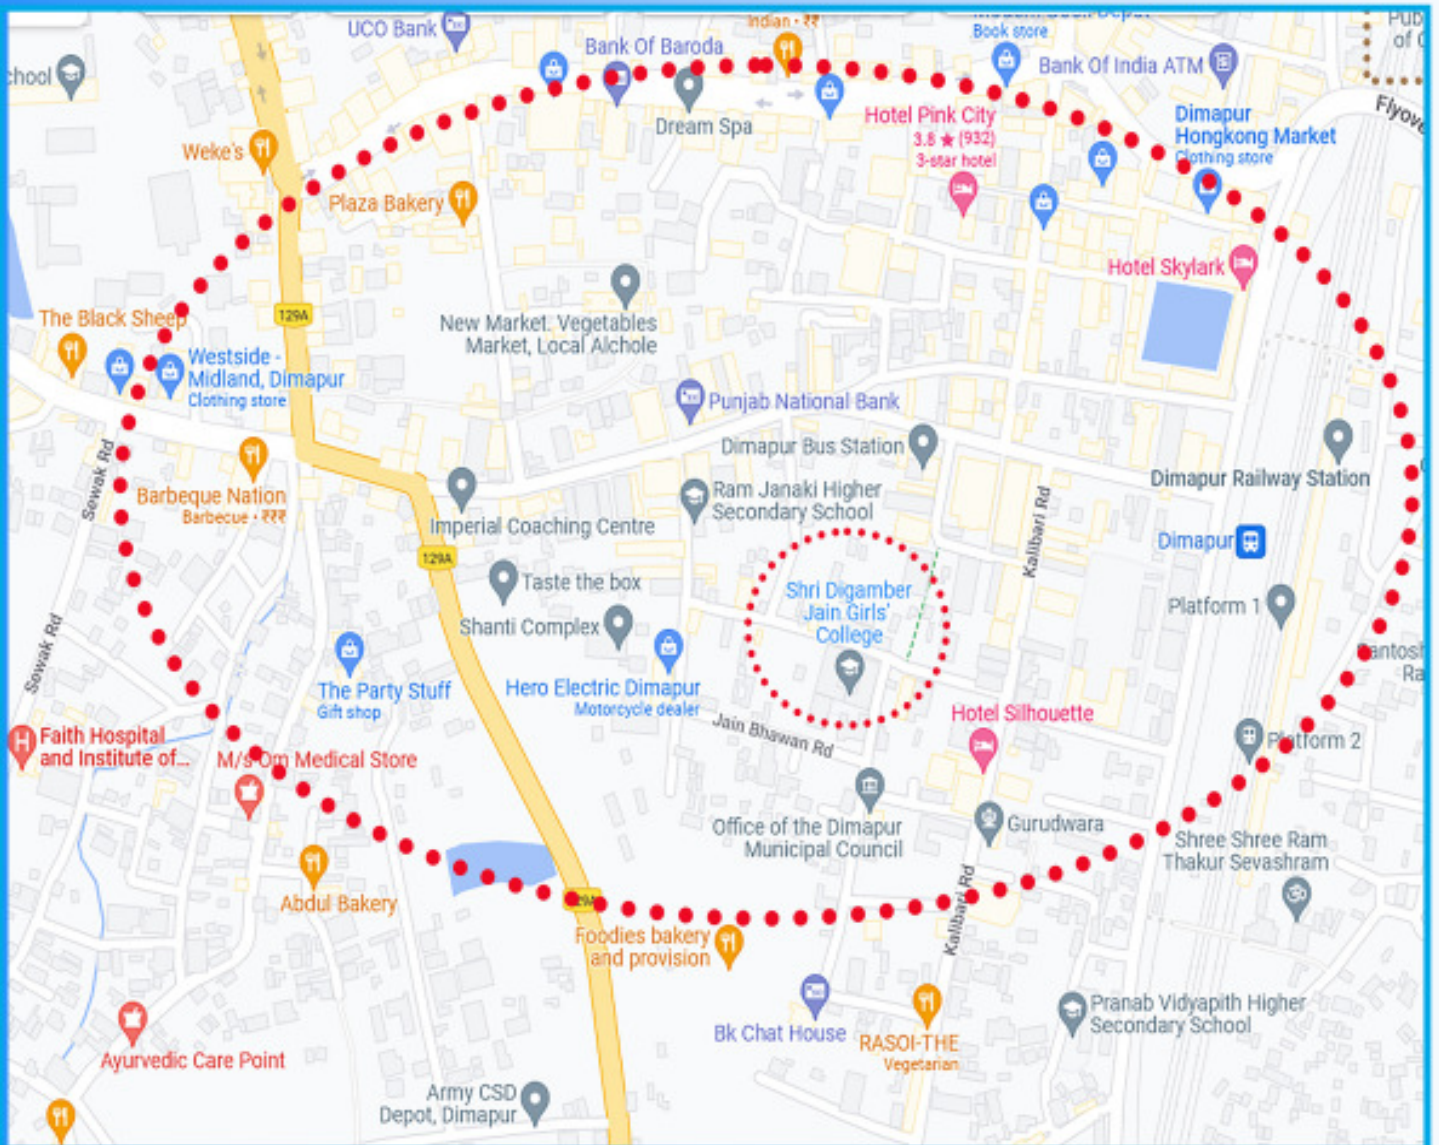 UCO Bank
Indian • ₹₹
Book store
Bank Of Baroda
Bank Of India ATM
chool
Flyove
Dream Spa
Hotel Pink City
3.8 ★ (932)
3-star hotel
Dimapur
Hongkong Market
Clothing store
Weke's
Plaza Bakery
Hotel Skylark
129A
The Black Sheep
New Market. Vegetables
Market, Local Alchole
Westside -
Midland, Dimapur
Clothing store
Punjab National Bank
Dimapur Bus Station
Sewak Rd
Barbeque Nation
Barbecue • ₹₹₹
Ram Janaki Higher
Secondary School
Dimapur Railway Station
Imperial Coaching Centre
Kalibari Rd
129A
Dimapur
Taste the box
Shri Digamber
Jain Girls'
College
Platform 1
Shanti Complex
Sewak Rd
The Party Stuff
Gift shop
Hero Electric Dimapur
Motorcycle dealer
Jain Bhawan Rd
Hotel Silhouette
Faith Hospital
and Institute of...
M/s Om Medical Store
Platform 2
Office of the Dimapur
Municipal Council
Gurudwara
Shree Shree Ram
Thakur Sevashram
Abdul Bakery
Kalibari Rd
Foodies bakery
and provision
Bk Chat House
RASOI-THE
Vegetarian
Pranab Vidyapith Higher
Secondary School
Ayurvedic Care Point
Army CSD
Depot, Dimapur